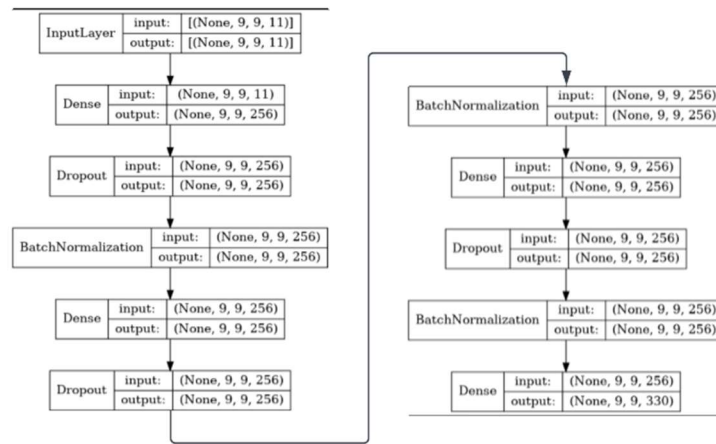 InputLayer input: [(None, 9, 9, 11)]
output: [(None, 9, 9, 11)]
Dense input: (None, 9, 9, 11)
output: (None, 9, 9, 256)
Dropout input: (None, 9, 9, 256)
output: (None, 9, 9, 256)
BatchNormalization input: (None, 9, 9, 256)
output: (None, 9, 9, 256)
Dense input: (None, 9, 9, 256)
output: (None, 9, 9, 256)
Dropout input: (None, 9, 9, 256)
output: (None, 9, 9, 256)
BatchNormalization input: (None, 9, 9, 256)
output: (None, 9, 9, 256)
Dense input: (None, 9, 9, 256)
output: (None, 9, 9, 256)
Dropout input: (None, 9, 9, 256)
output: (None, 9, 9, 256)
BatchNormalization input: (None, 9, 9, 256)
output: (None, 9, 9, 256)
Dense input: (None, 9, 9, 256)
output: (None, 9, 9, 330)